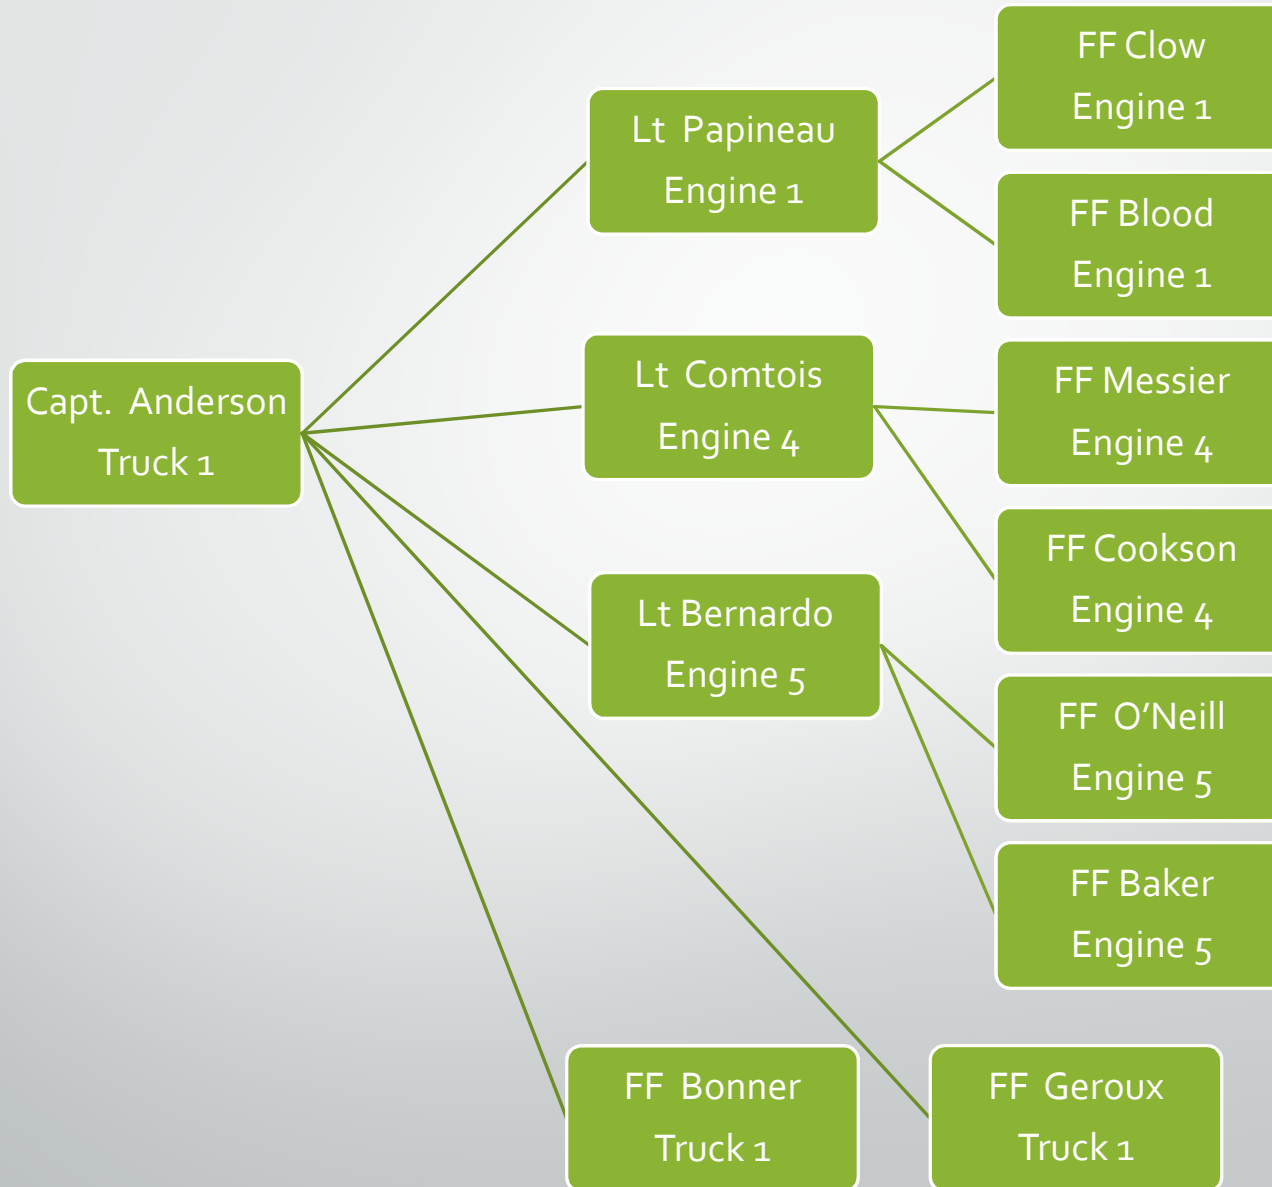 Capt. Anderson
Truck 1
Lt Papineau
Engine 1
FF Clow
Engine 1
FF Blood
Engine 1
Lt Comtois
Engine 4
FF Messier
Engine 4
FF Cookson
Engine 4
Lt Bernardo
Engine 5
FF O’Neill
Engine 5
FF Baker
Engine 5
FF Bonner
Truck 1
FF Geroux
Truck 1